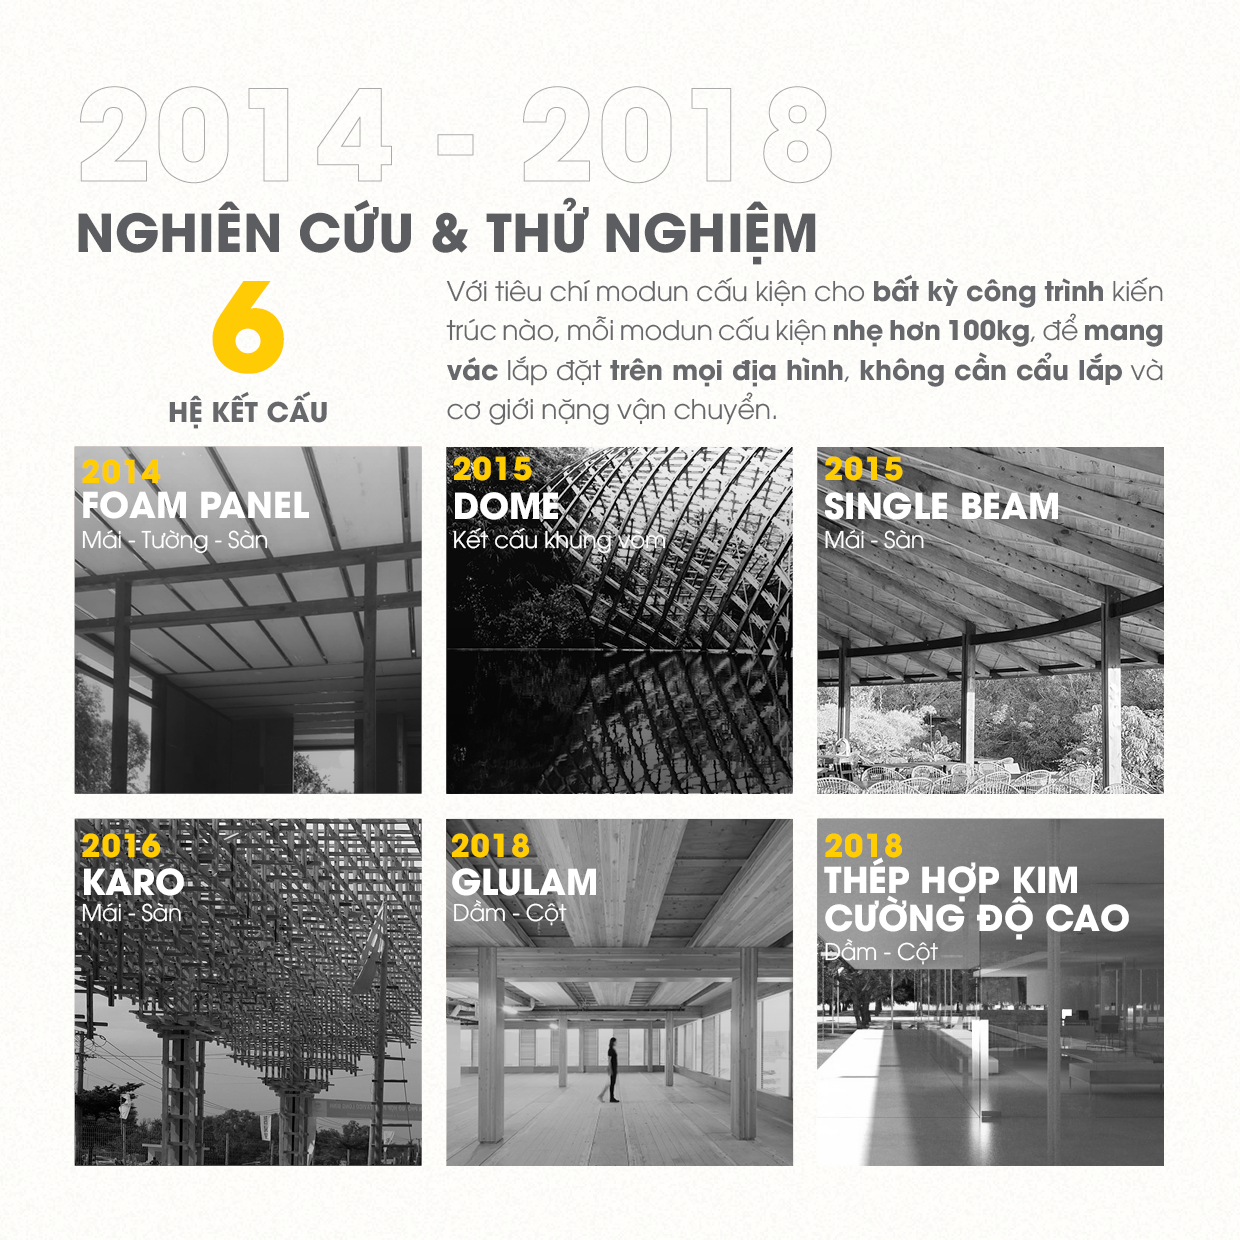 2014 - 2018
NGHIÊN CỨU & THỬ NGHIỆM
6
HỆ KẾT CẤU
Với tiêu chí modun cấu kiện cho bất kỳ công trình kiến
trúc nào, mỗi modun cấu kiện nhẹ hơn 100kg, để mang
vác lắp đặt trên mọi địa hình, không cần cẩu lắp và
cơ giới nặng vận chuyển.
2014
FOAM PANEL
Mái - Tường - Sàn
2015
DOME
Kết cấu khung vòm
2015
SINGLE BEAM
Mái - Sàn
2016
KARO
Mái - Sàn
2018
GLULAM
Dầm - Cột
2018
THÉP HỢP KIM
CƯỜNG ĐỘ CAO
Dầm - Cột